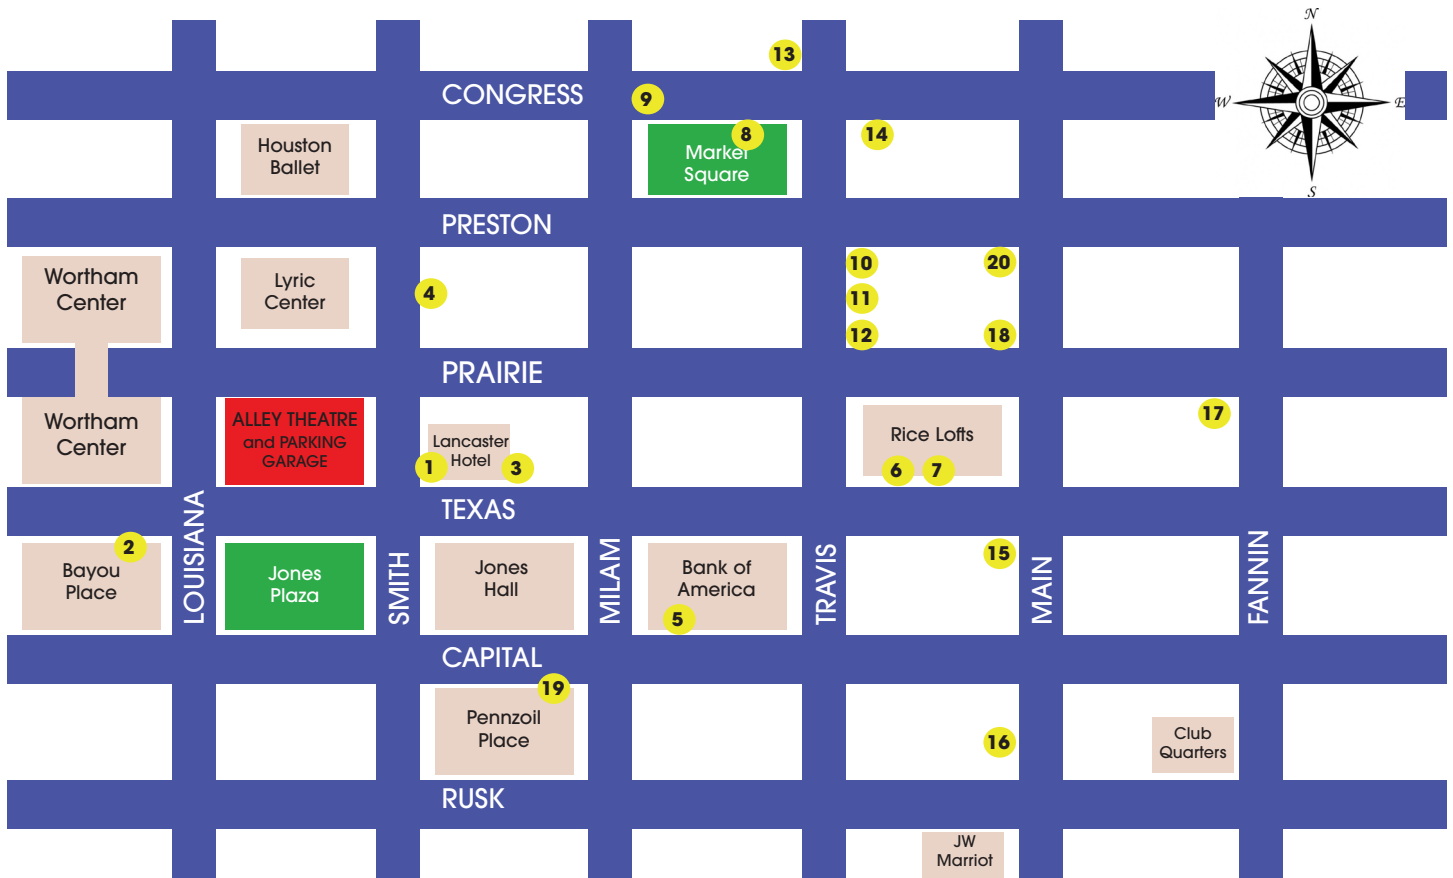 N
13
CONGRESS
9
W
E
Houston
Ballet
8
Market
Square
14
S
PRESTON
Wortham
Center
Lyric
Center
4
10
20
11
12
18
PRAIRIE
Wortham
Center
ALLEY THEATRE
and PARKING
GARAGE
Lancaster
Hotel
1
3
Rice Lofts
6
7
17
TEXAS
LOUISIANA
SMITH
MILAM
TRAVIS
MAIN
FANNIN
2
Bayou
Place
Jones
Plaza
Jones
Hall
Bank of
America
5
15
CAPITAL
19
Pennzoil
Place
16
Club
Quarters
RUSK
JW
Marriot